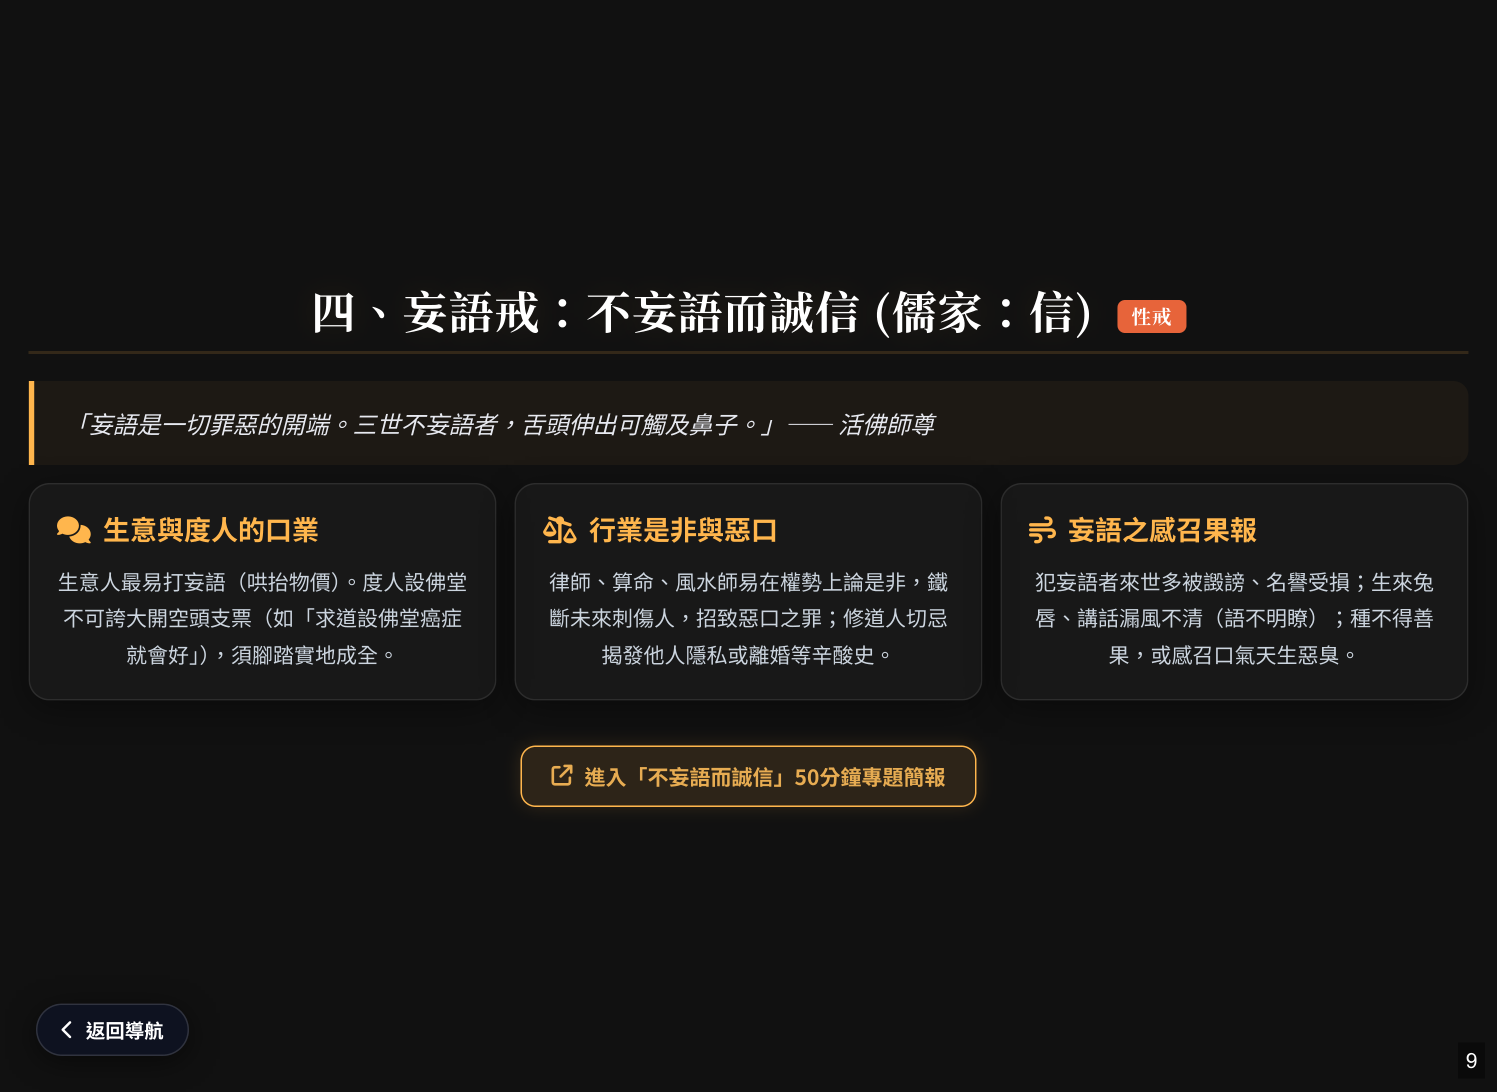 四、妄語戒：不妄語而誠信 (儒家：信) 性戒
「妄語是一切罪惡的開端。三世不妄語者，舌頭伸出可觸及鼻子。」—— 活佛師尊
生意與度人的口業
生意人最易打妄語（哄抬物價）。度人設佛堂
不可誇大開空頭支票（如「求道設佛堂癌症
就會好」），須腳踏實地成全。
行業是非與惡口
律師、算命、風水師易在權勢上論是非，鐵
斷未來刺傷人，招致惡口之罪；修道人切忌
揭發他人隱私或離婚等辛酸史。
妄語之感召果報
犯妄語者來世多被譭謗、名譽受損；生來兔
唇、講話漏風不清（語不明瞭）；種不得善
果，或感召口氣天生惡臭。
進入「不妄語而誠信」50分鐘專題簡報
返回導航
9